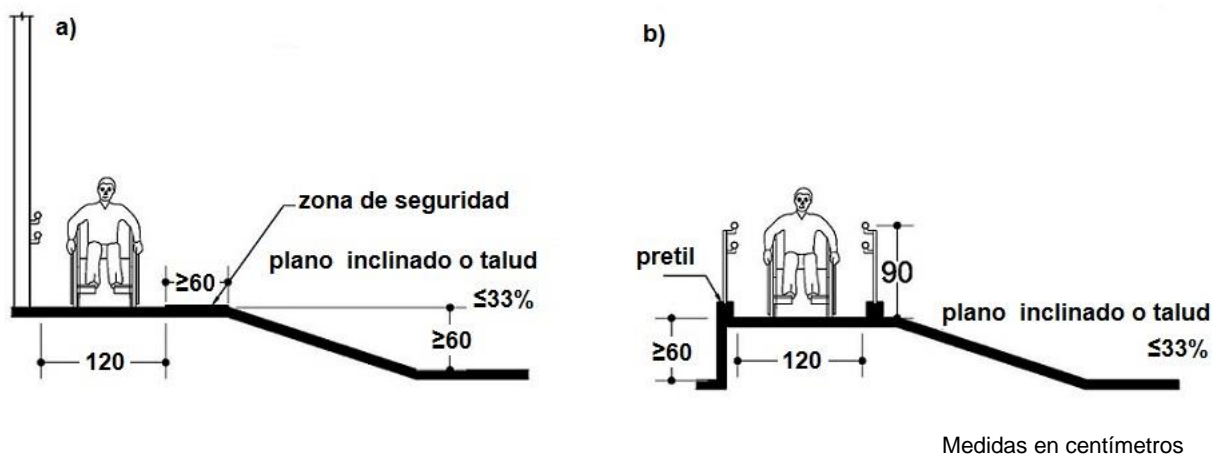 a)
zona de seguridad
plano inclinado o talud
≥60
≤33%
≥60
120
b)
pretil
90
plano inclinado o talud
≥60
≤33%
120
Medidas en centímetros